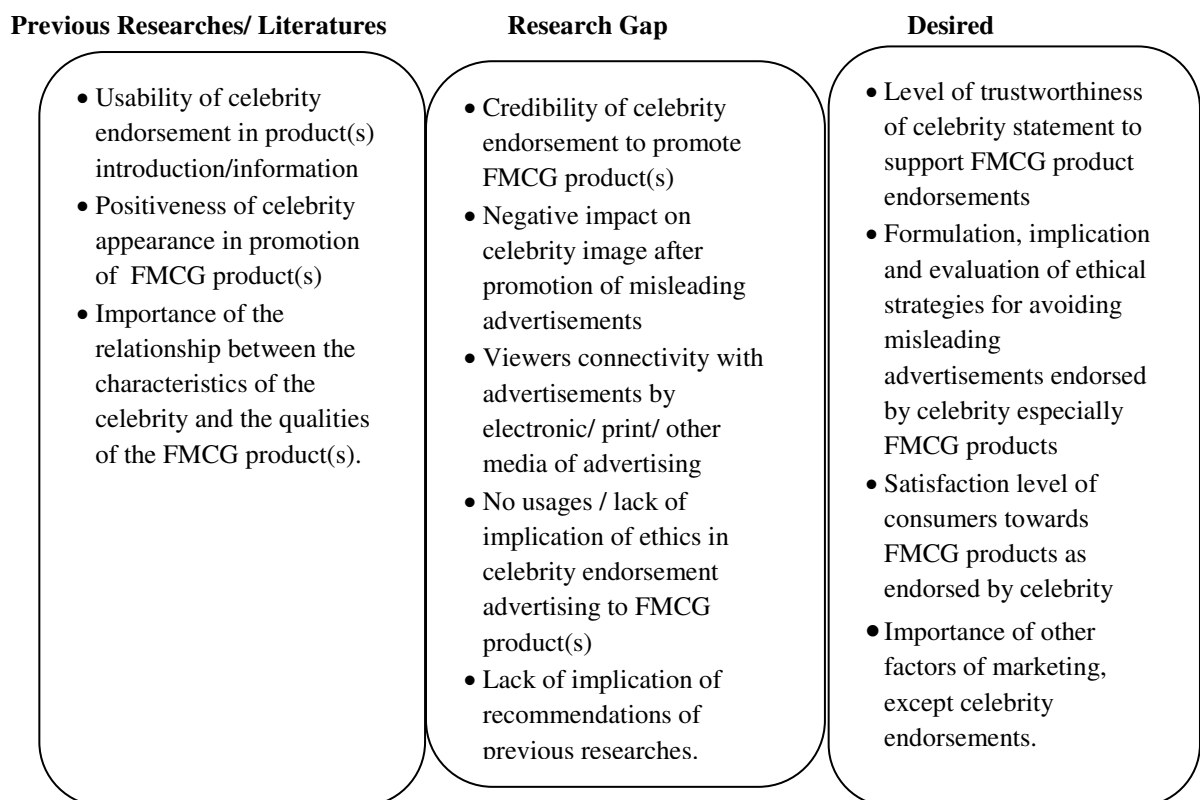 Previous Researches/ Literatures
• Usability of celebrity
endorsement in product(s)
introduction/information
• Positiveness of celebrity
appearance in promotion
of FMCG product(s)
• Importance of the
relationship between the
characteristics of the
celebrity and the qualities
of the FMCG product(s).
Research Gap
• Credibility of celebrity
endorsement to promote
FMCG product(s)
• Negative impact on
celebrity image after
promotion of misleading
advertisements
• Viewers connectivity with
advertisements by
electronic/ print/ other
media of advertising
• No usages / lack of
implication of ethics in
celebrity endorsement
advertising to FMCG
product(s)
• Lack of implication of
recommendations of
previous researches.
Desired
• Level of trustworthiness
of celebrity statement to
support FMCG product
endorsements
• Formulation, implication
and evaluation of ethical
strategies for avoiding
misleading
advertisements endorsed
by celebrity especially
FMCG products
• Satisfaction level of
consumers towards
FMCG products as
endorsed by celebrity
• Importance of other
factors of marketing,
except celebrity
endorsements.